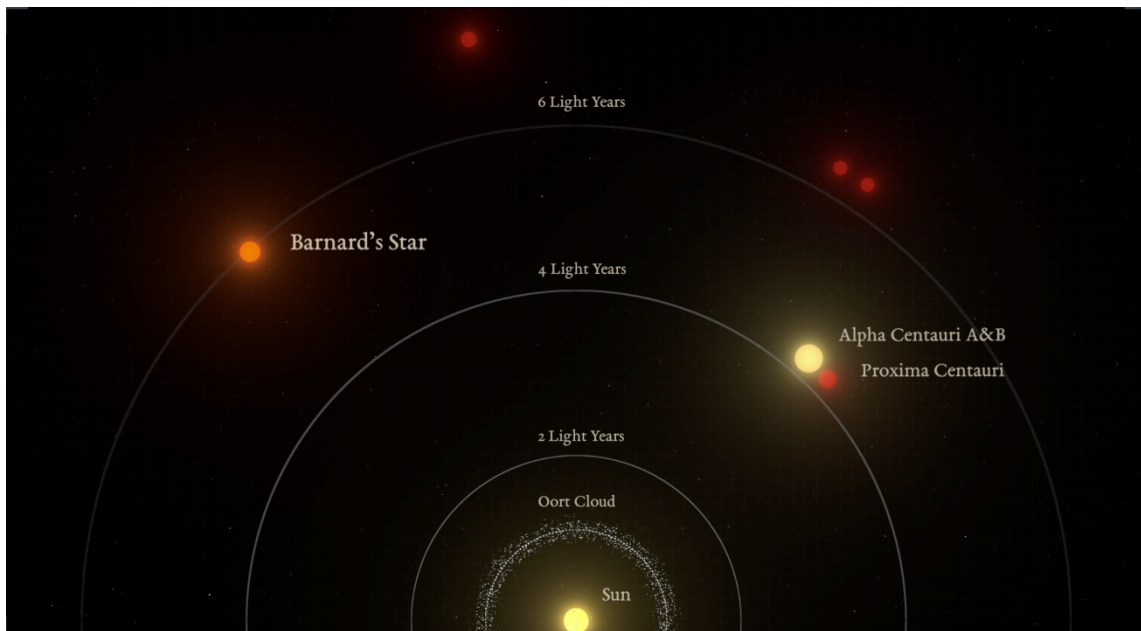 6 Light Years
Barnard's Star
4 Light Years
Alpha Centauri A&B
Proxima Centauri
2 Light Years
Oort Cloud
Sun